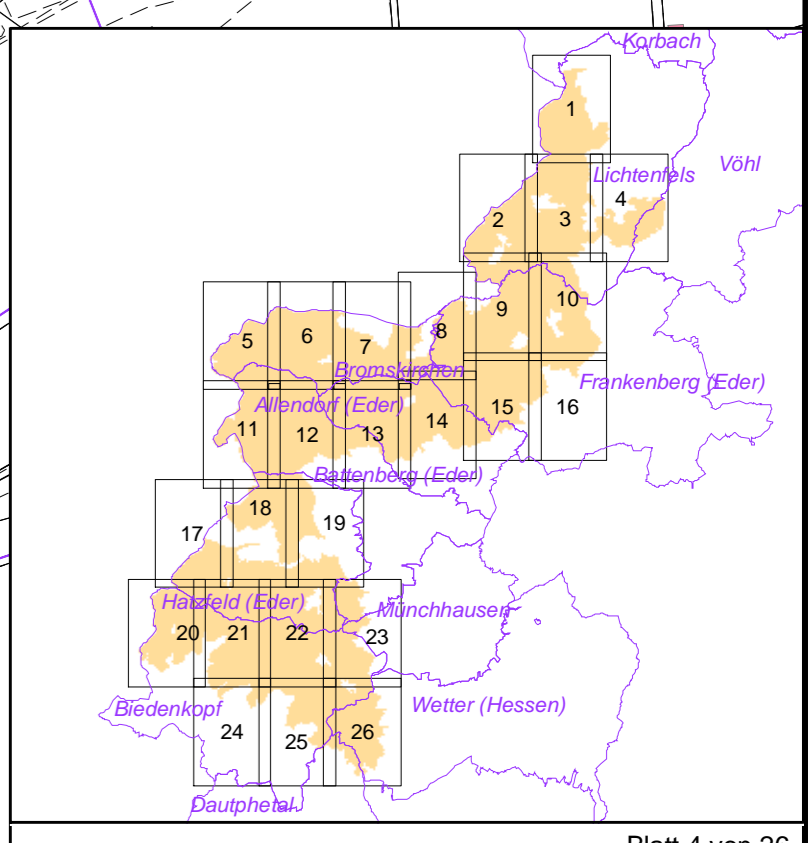 Korbach
1
Vöhl
Lichtenfels
4
2
3
10
9
8
5
6
7
Bromskirchen
Frankenberg (Eder)
Allendorf (Eder)
15
16
14
11
12
13
Battenberg (Eder)
18
19
17
Hatzfeld (Eder)
Münchhausen
20
21
22
23
Wetter (Hessen)
Biedenkopf
24
25
26
Dautphetal
Blatt 4 von 26